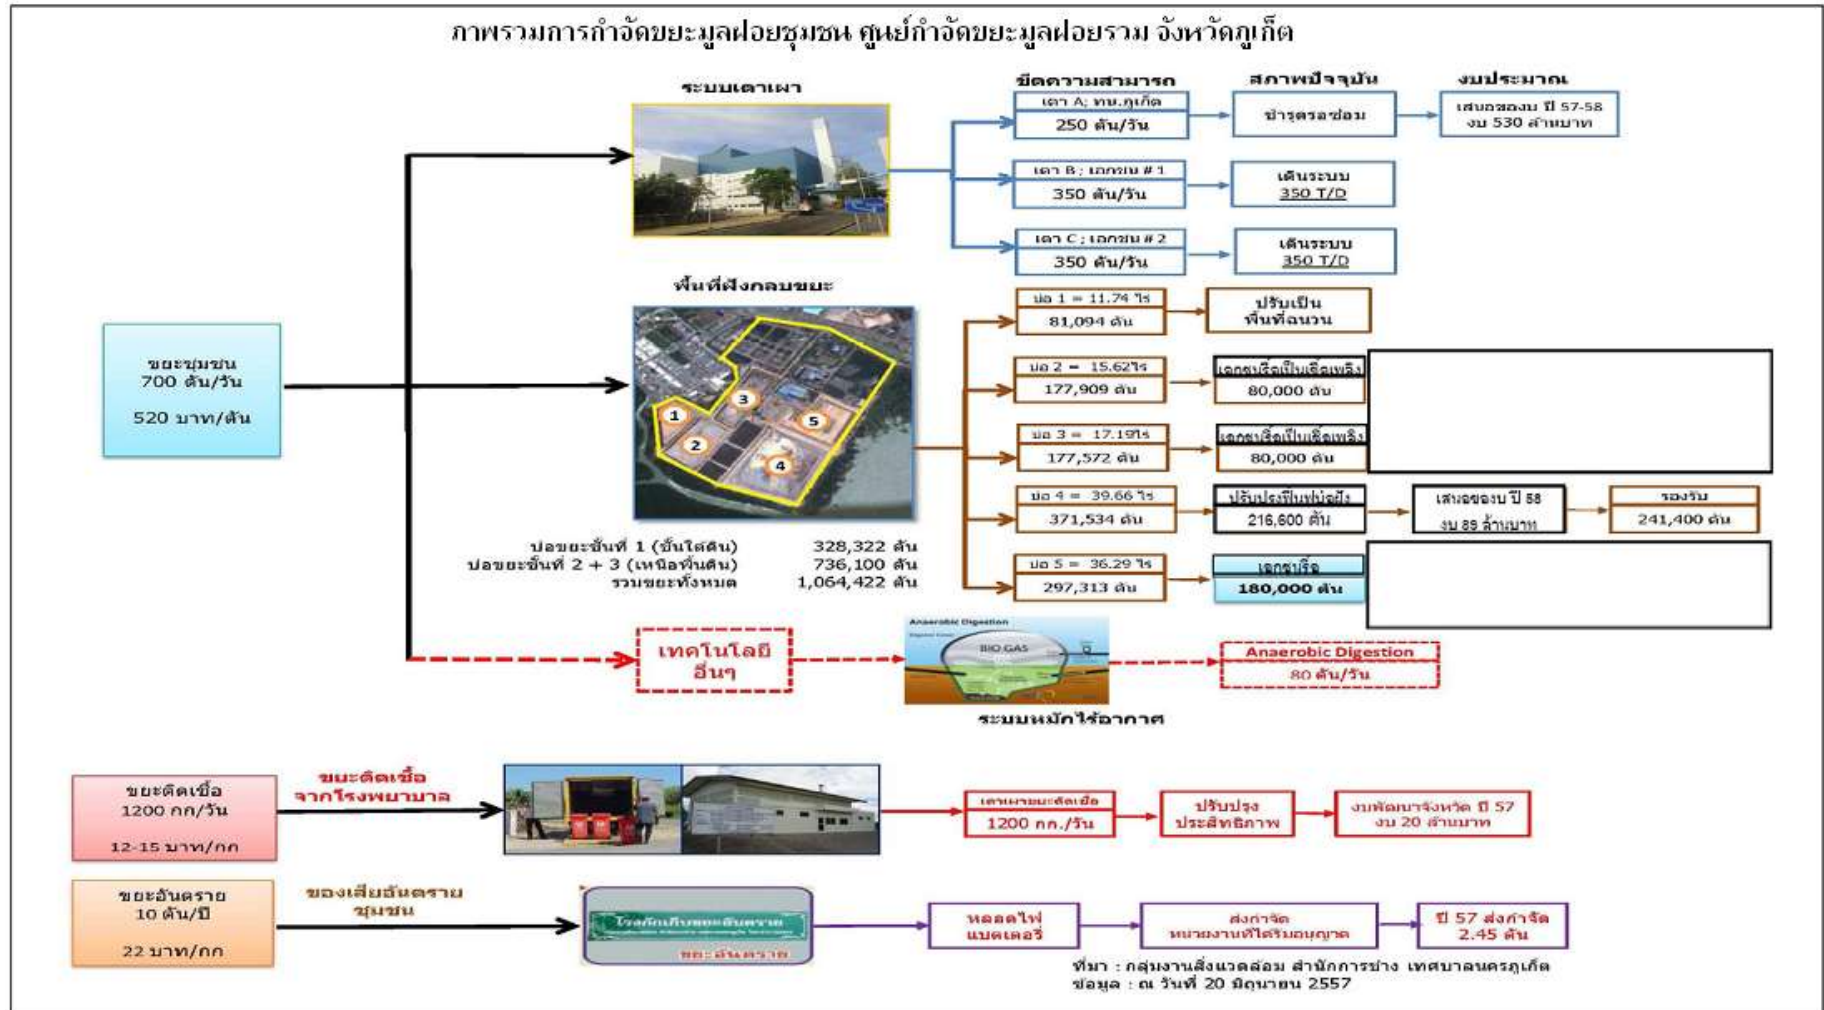 ภาพรวมการกำจัดขยะมูลฝอยชุมชน ศูนย์กำจัดขยะมูลฝอยรวม จังหวัดภูเก็ต
ระบบเตาเผา
ขีดความสามารถ
สภาพปัจจุบัน
งบประมาณ
เตา A; ทน.ภูเก็ต
250 ตัน/วัน
ชำรุดรอซ่อม
เสนอของบ ปี 57-58
งบ 530 ล้านบาท
เตา B ; เอกชน # 1
350 ตัน/วัน
เดินระบบ
350 T/D
เตา C ; เอกชน # 2
350 ตัน/วัน
เดินระบบ
350 T/D
ขยะชุมชน
700 ตัน/วัน
520 บาท/ตัน
พื้นที่ฝังกลบขยะ
1
2
3
4
5
บ่อ 1 = 11.74 ไร่
81,094 ตัน
ปรับเป็น
พื้นที่ฉนวน
บ่อ 2 = 15.62ไร่
177,909 ตัน
เอกชนรื้อเป็นเชื้อเพลิง
80,000 ตัน
บ่อ 3 = 17.19ไร่
177,572 ตัน
เอกชนรื้อเป็นเชื้อเพลิง
80,000 ตัน
บ่อ 4 = 39.66 ไร่
371,534 ตัน
ปรับปรุงฟื้นฟูบ่อฝัง
216,600 ตัน
เสนอของบ ปี 58
งบ 89 ล้านบาท
รองรับ
241,400 ตัน
บ่อ 5 = 36.29 ไร่
297,313 ตัน
เอกชนรื้อ
180,000 ตัน
บ่อขยะชั้นที่ 1 (ชั้นใต้ดิน) 328,322 ตัน
บ่อขยะชั้นที่ 2 + 3 (เหนือพื้นดิน) 736,100 ตัน
รวมขยะทั้งหมด 1,064,422 ตัน
เทคโนโลยี
อื่นๆ
Anaerobic Digestion
BIO GAS
ระบบหมักไร้อากาศ
Anaerobic Digestion
80 ตัน/วัน
ขยะติดเชื้อ
1200 กก/วัน
12-15 บาท/กก
ขยะติดเชื้อ
จากโรงพยาบาล
เตาเผาขยะติดเชื้อ
1200 กก./วัน
ปรับปรุง
ประสิทธิภาพ
งบพัฒนาจังหวัด ปี 57
งบ 20 ล้านบาท
ขยะอันตราย
10 ตัน/ปี
22 บาท/กก
ของเสียอันตราย
ชุมชน
โรงกักเก็บขยะอันตราย
ขยะอันตราย
หลอดไฟ
แบตเตอรี่
ส่งกำจัด
หน่วยงานที่ได้รับอนุญาต
ปี 57 ส่งกำจัด
2.45 ตัน
ที่มา : กลุ่มงานสิ่งแวดล้อม สำนักการช่าง เทศบาลนครภูเก็ต
ข้อมูล : ณ วันที่ 20 มิถุนายน 2557